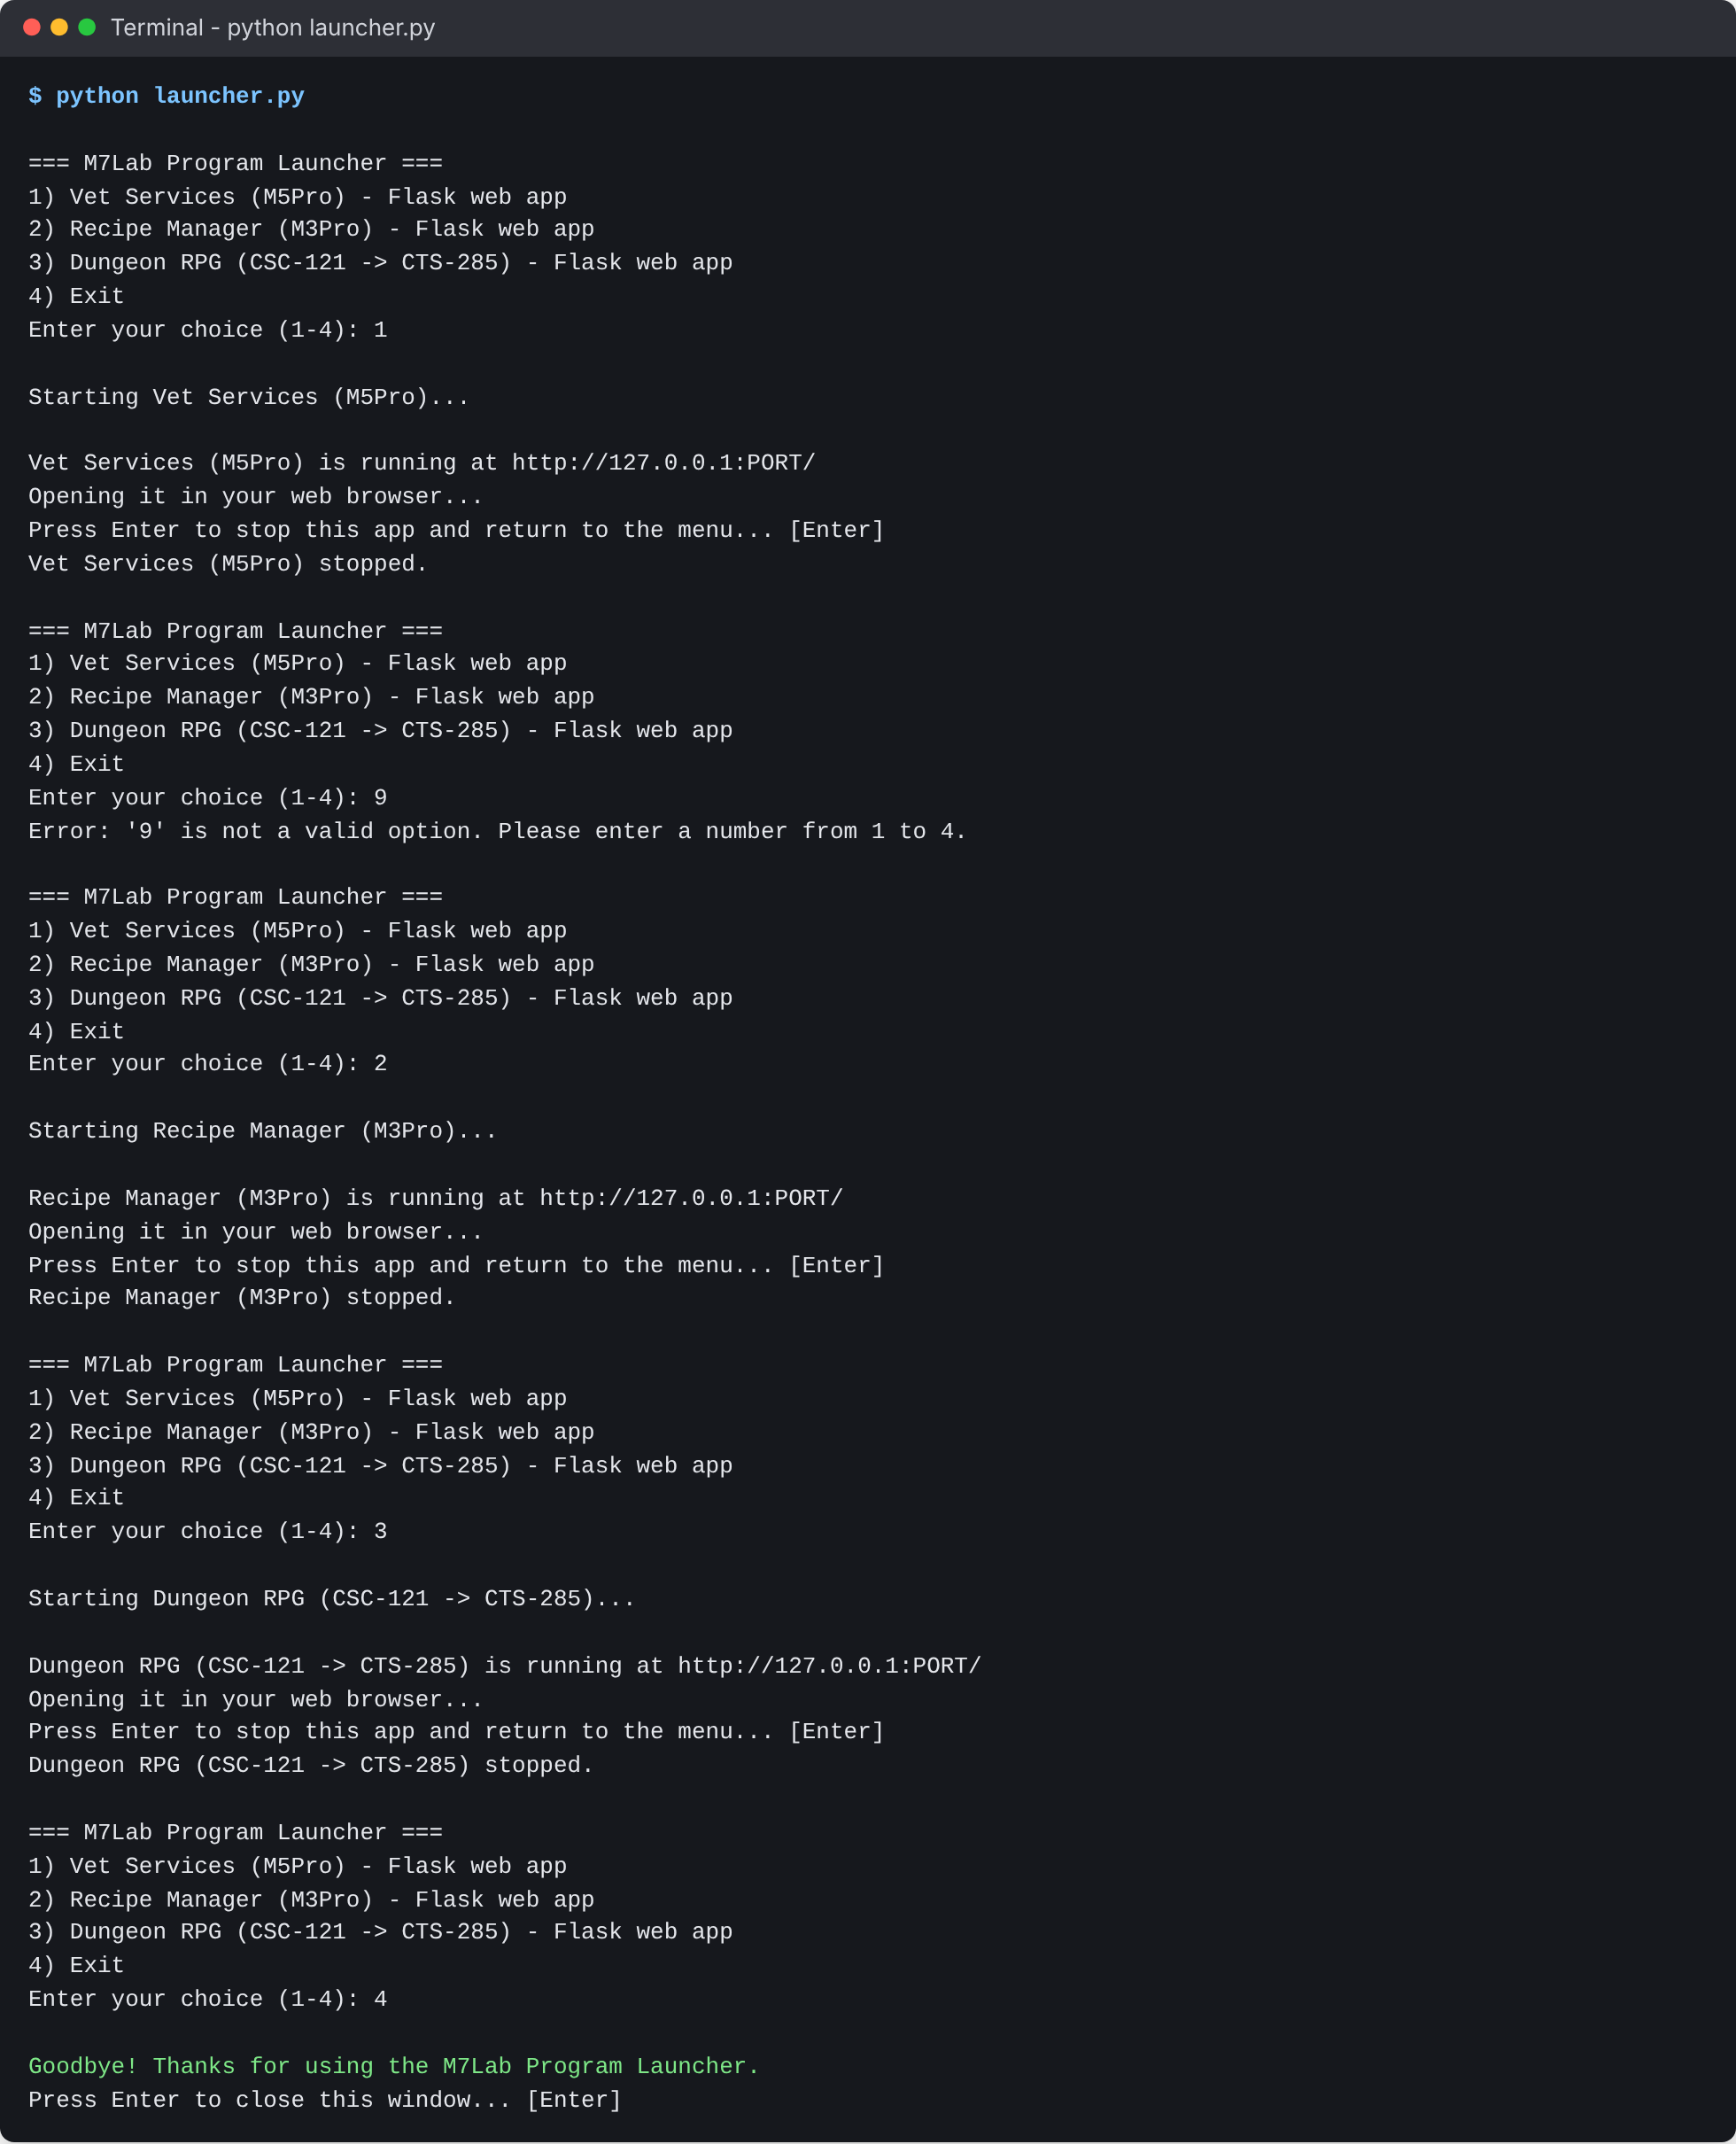 Terminal - python launcher.py
$ python launcher.py
=== M7Lab Program Launcher ===
1) Vet Services (M5Pro) - Flask web app
2) Recipe Manager (M3Pro) - Flask web app
3) Dungeon RPG (CSC-121 -> CTS-285) - Flask web app
4) Exit
Enter your choice (1-4): 1
Starting Vet Services (M5Pro)...
Vet Services (M5Pro) is running at http://127.0.0.1:PORT/
Opening it in your web browser...
Press Enter to stop this app and return to the menu... [Enter]
Vet Services (M5Pro) stopped.
=== M7Lab Program Launcher ===
1) Vet Services (M5Pro) - Flask web app
2) Recipe Manager (M3Pro) - Flask web app
3) Dungeon RPG (CSC-121 -> CTS-285) - Flask web app
4) Exit
Enter your choice (1-4): 9
Error: '9' is not a valid option. Please enter a number from 1 to 4.
=== M7Lab Program Launcher ===
1) Vet Services (M5Pro) - Flask web app
2) Recipe Manager (M3Pro) - Flask web app
3) Dungeon RPG (CSC-121 -> CTS-285) - Flask web app
4) Exit
Enter your choice (1-4): 2
Starting Recipe Manager (M3Pro)...
Recipe Manager (M3Pro) is running at http://127.0.0.1:PORT/
Opening it in your web browser...
Press Enter to stop this app and return to the menu... [Enter]
Recipe Manager (M3Pro) stopped.
=== M7Lab Program Launcher ===
1) Vet Services (M5Pro) - Flask web app
2) Recipe Manager (M3Pro) - Flask web app
3) Dungeon RPG (CSC-121 -> CTS-285) - Flask web app
4) Exit
Enter your choice (1-4): 3
Starting Dungeon RPG (CSC-121 -> CTS-285)...
Dungeon RPG (CSC-121 -> CTS-285) is running at http://127.0.0.1:PORT/
Opening it in your web browser...
Press Enter to stop this app and return to the menu... [Enter]
Dungeon RPG (CSC-121 -> CTS-285) stopped.
=== M7Lab Program Launcher ===
1) Vet Services (M5Pro) - Flask web app
2) Recipe Manager (M3Pro) - Flask web app
3) Dungeon RPG (CSC-121 -> CTS-285) - Flask web app
4) Exit
Enter your choice (1-4): 4
Goodbye! Thanks for using the M7Lab Program Launcher.
Press Enter to close this window... [Enter]